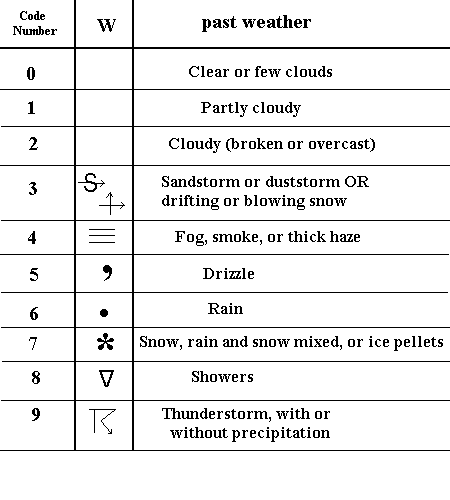 Code
Number
W
past weather
0
Clear or few clouds
1
Partly cloudy
2
Cloudy (broken or overcast)
3
Sandstorm or duststorm OR
drifting or blowing snow
4
Fog, smoke, or thick haze
5
Drizzle
6
Rain
7
Snow, rain and snow mixed, or ice pellets
8
Showers
9
Thunderstorm, with or
without precipitation